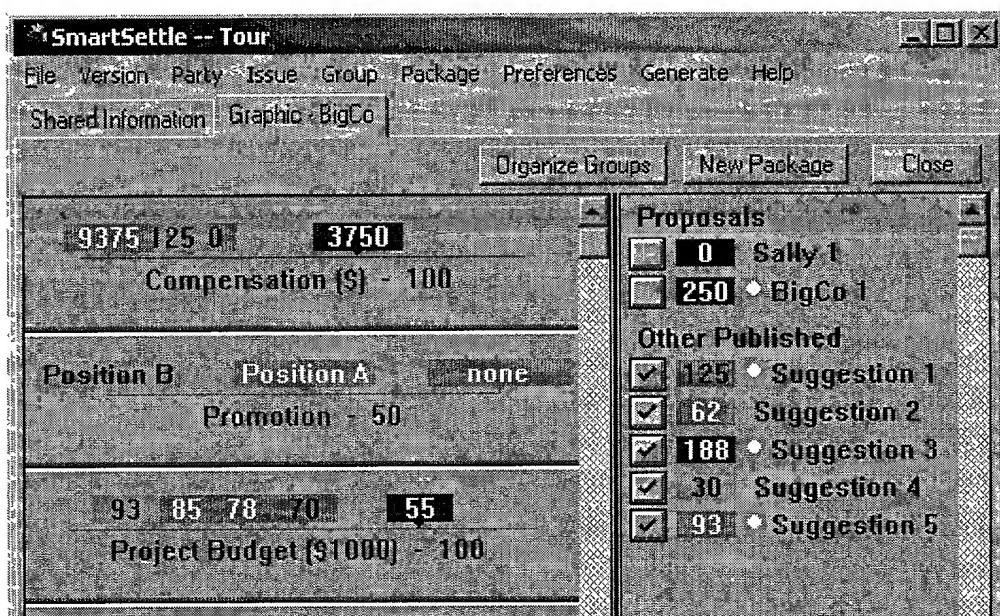 SmartSettle -- Tour
File Version Party Issue Group Package Preferences Generate Help
Shared Information Graphic - BigCo
Organize Groups New Package Close
9375 125 0 3750
Compensation ($) - 100
Position B Position A none
Promotion - 50
93 85 78 70 55
Project Budget ($1000) - 100
Proposals
0 Sally 1
250 BigCo 1
Other Published
125 Suggestion 1
62 Suggestion 2
188 Suggestion 3
30 Suggestion 4
93 Suggestion 5